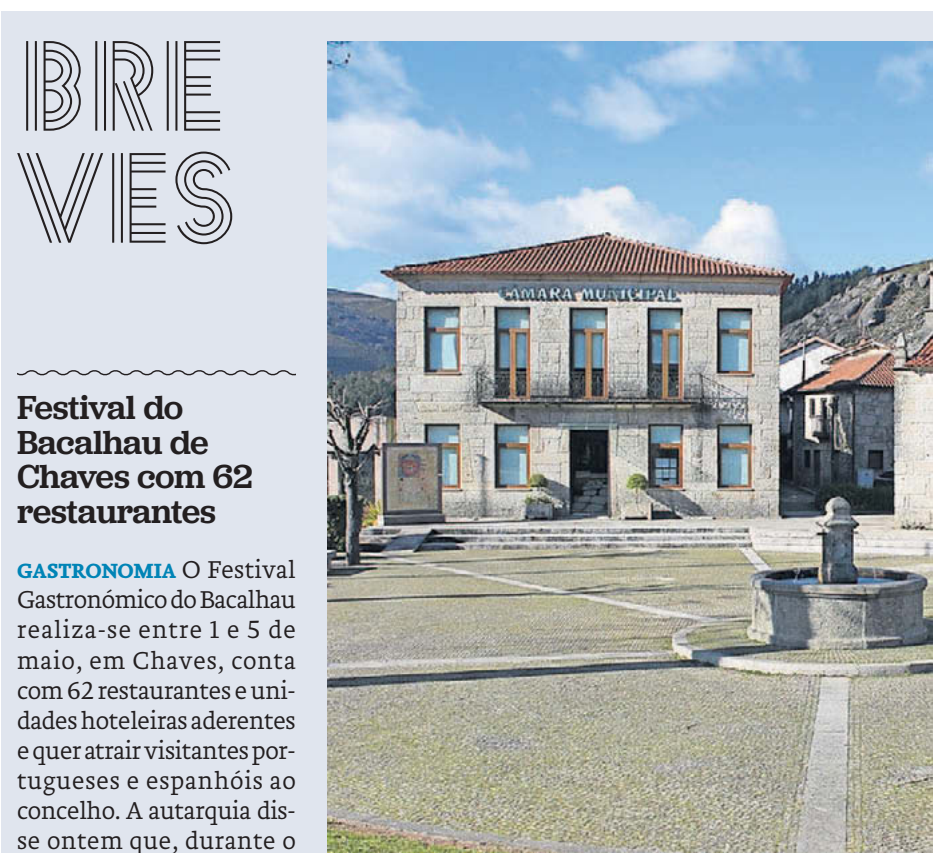 BRE
VES
Festival do
Bacalhau de
Chaves com 62
restaurantes
GASTRONOMIA O Festival
Gastronómico do Bacalhau
realiza-se entre 1 e 5 de
maio, em Chaves, conta
com 62 restaurantes e uni-
dades hoteleiras aderentes
e quer atrair visitantes por-
tugueses e espanhóis ao
concelho. A autarquia dis-
se ontem que, durante o
CAMARA MUNICIPAL